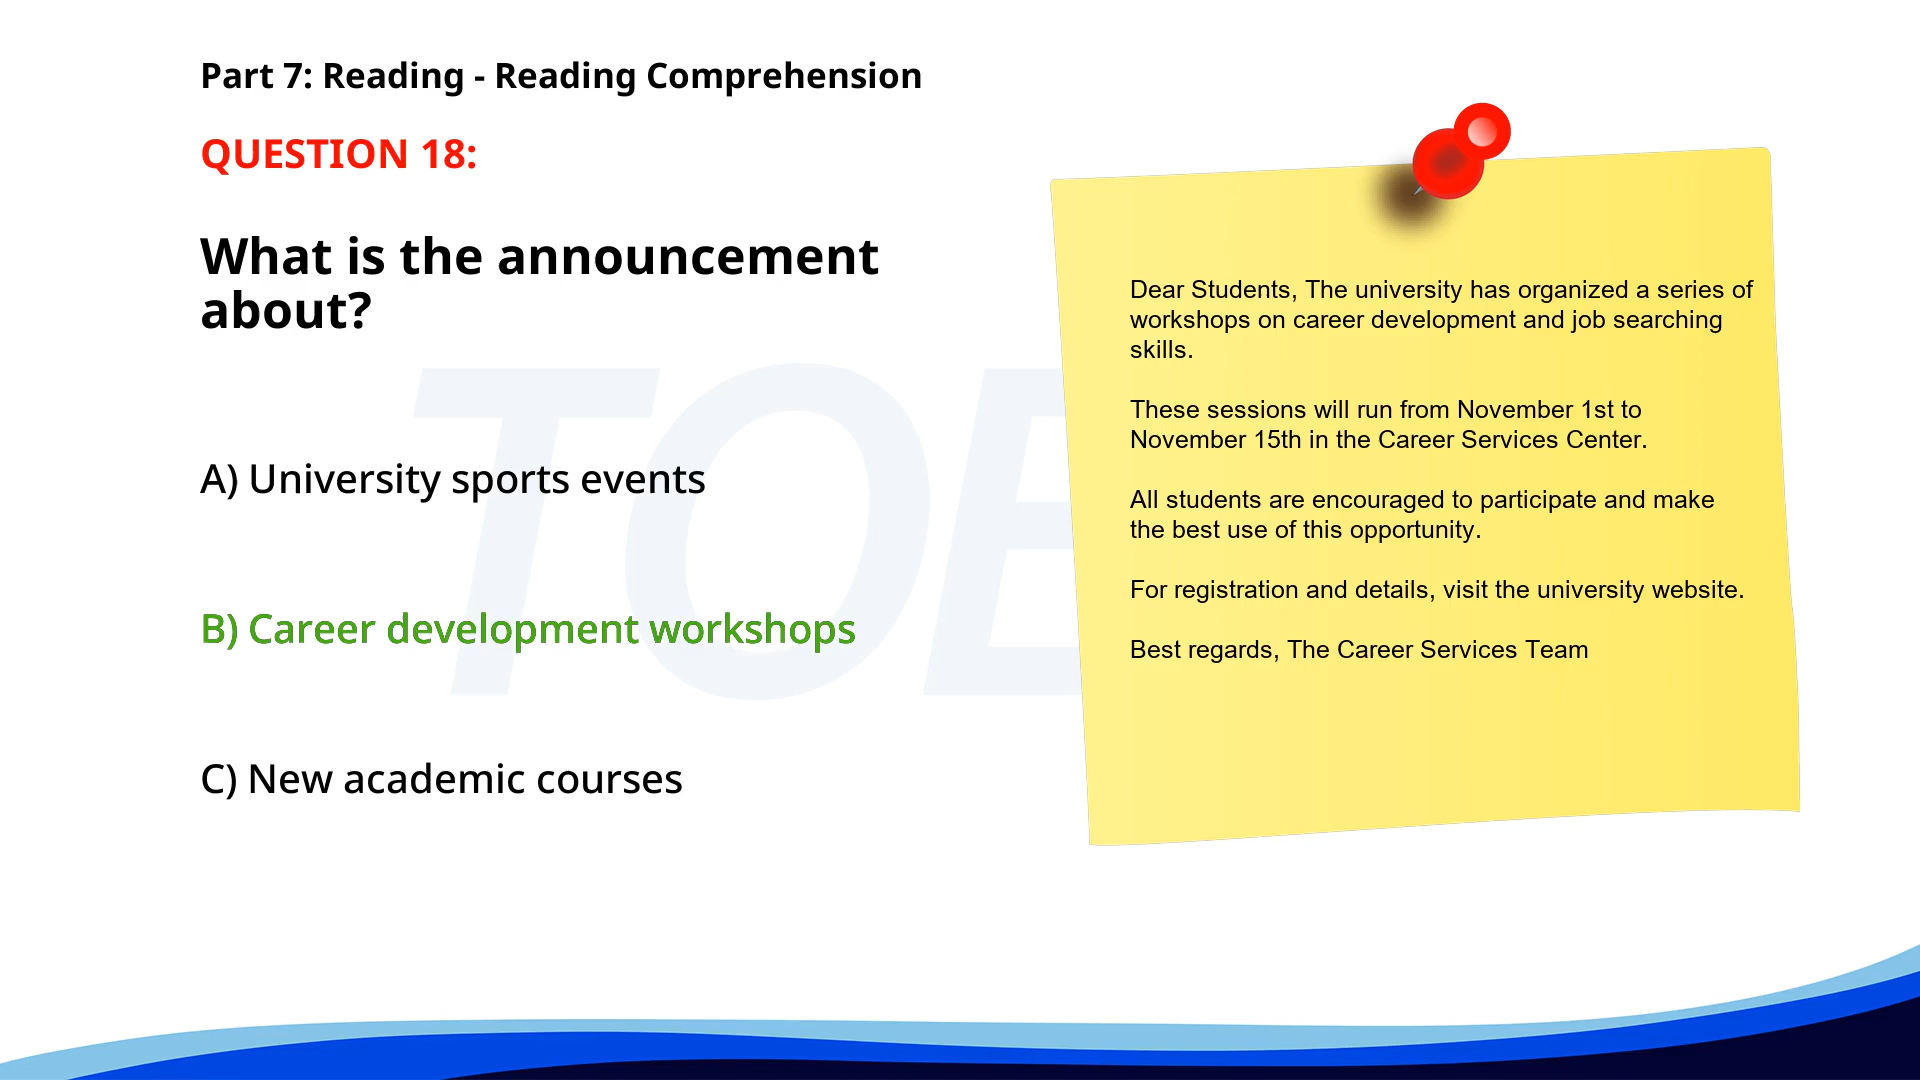 Part 7: Reading - Reading Comprehension
QUESTION 18:
What is the announcement
about?
A) University sports events
B) Career development workshops
C) New academic courses
Dear Students, The university has organized a series of
workshops on career development and job searching
skills.
These sessions will run from November 1st to
November 15th in the Career Services Center.
All students are encouraged to participate and make
the best use of this opportunity.
For registration and details, visit the university website.
Best regards, The Career Services Team